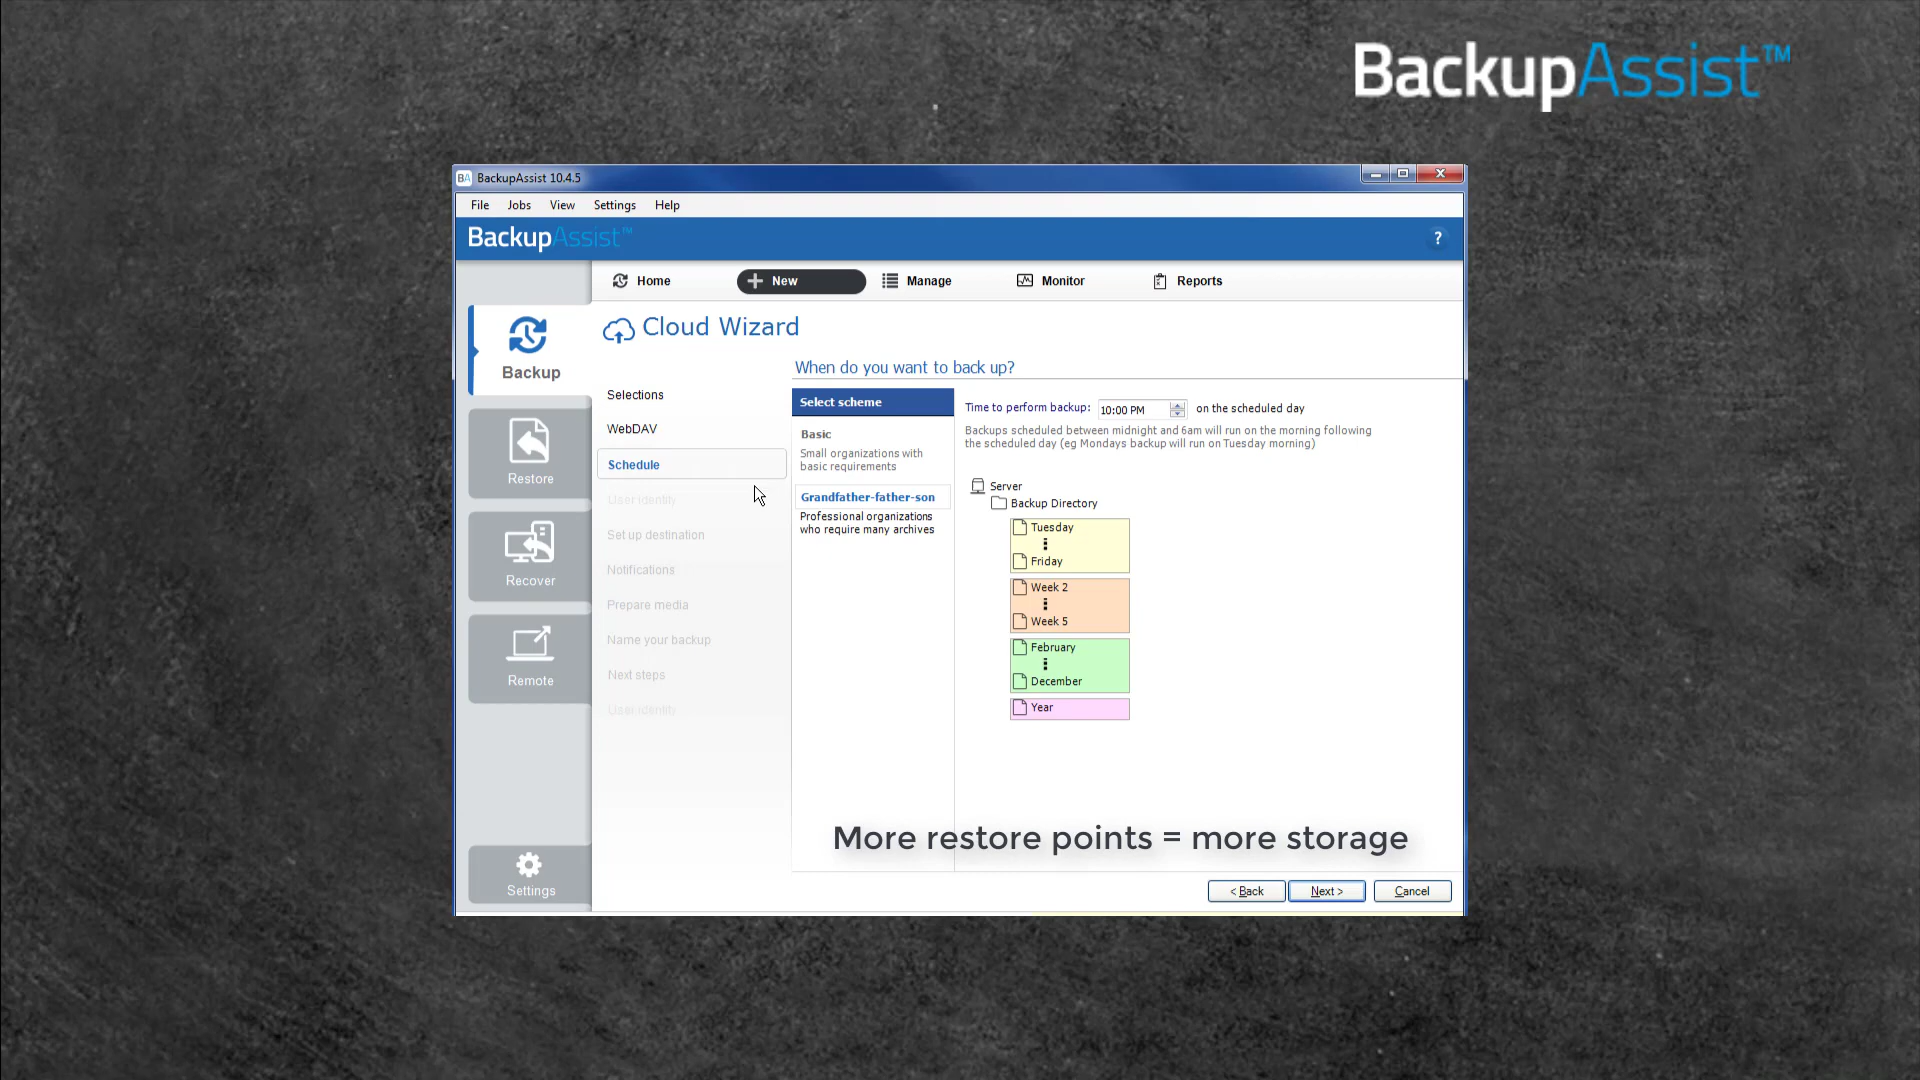 BackupAssist™
BA BackupAssist 10.4.5
File Jobs View Settings Help
BackupAssist™ ?
Home New Manage Monitor Reports
Cloud Wizard
When do you want to back up?
Backup
Restore
Recover
Remote
Settings
Selections
WebDAV
Schedule
User identity
Set up destination
Notifications
Prepare media
Name your backup
Next steps
User identity
Select scheme
Basic
Small organizations with
basic requirements
Grandfather-father-son
Professional organizations
who require many archives
Time to perform backup: 10:00 PM on the scheduled day
Backups scheduled between midnight and 6am will run on the morning following
the scheduled day (eg Mondays backup will run on Tuesday morning)
Server
Backup Directory
Tuesday
Friday
Week 2
Week 5
February
December
Year
More restore points = more storage
< Back Next > Cancel